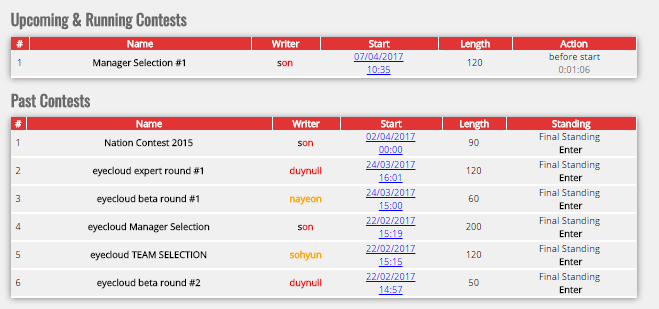 Upcoming & Running Contests
# Name Writer Start Length Action
1 Manager Selection #1 son 07/04/2017 10:35 120 before start 0:01:06
Past Contests
# Name Writer Start Length Standing
1 Nation Contest 2015 son 02/04/2017 00:00 90 Final Standing Enter
2 eyecloud expert round #1 duynull 24/03/2017 16:01 120 Final Standing Enter
3 eyecloud beta round #1 nayeon 24/03/2017 15:00 60 Final Standing Enter
4 eyecloud Manager Selection son 22/02/2017 15:19 200 Final Standing Enter
5 eyecloud TEAM SELECTION sohyun 22/02/2017 15:15 120 Final Standing Enter
6 eyecloud beta round #2 duynull 22/02/2017 14:57 50 Final Standing Enter